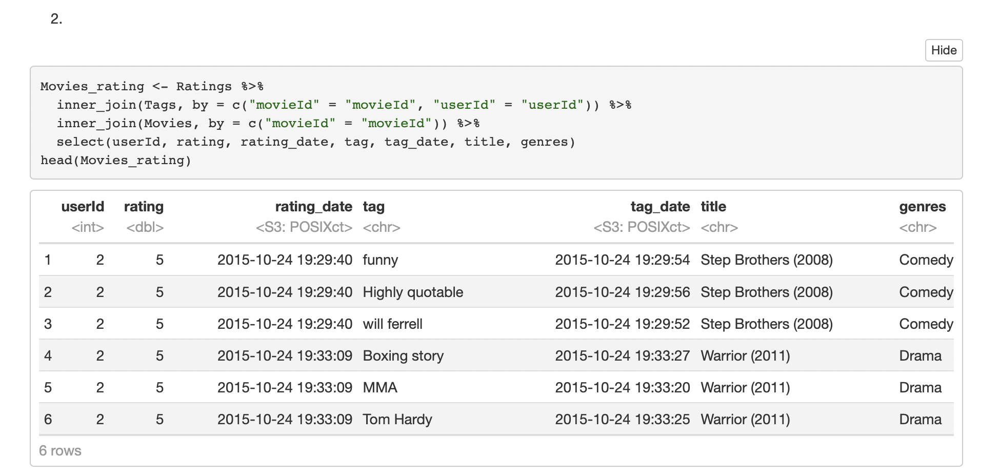 2.
Hide
Movies_rating <- Ratings %>%
  inner_join(Tags, by = c("movieId" = "movieId", "userId" = "userId")) %>%
  inner_join(Movies, by = c("movieId" = "movieId")) %>%
  select(userId, rating, rating_date, tag, tag_date, title, genres)
head(Movies_rating)
userId rating rating_date tag tag_date title genres
<int> <dbl> <S3: POSIXct> <chr> <S3: POSIXct> <chr> <chr>
1 2 5 2015-10-24 19:29:40 funny 2015-10-24 19:29:54 Step Brothers (2008) Comedy
2 2 5 2015-10-24 19:29:40 Highly quotable 2015-10-24 19:29:56 Step Brothers (2008) Comedy
3 2 5 2015-10-24 19:29:40 will ferrell 2015-10-24 19:29:52 Step Brothers (2008) Comedy
4 2 5 2015-10-24 19:33:09 Boxing story 2015-10-24 19:33:27 Warrior (2011) Drama
5 2 5 2015-10-24 19:33:09 MMA 2015-10-24 19:33:20 Warrior (2011) Drama
6 2 5 2015-10-24 19:33:09 Tom Hardy 2015-10-24 19:33:25 Warrior (2011) Drama
6 rows